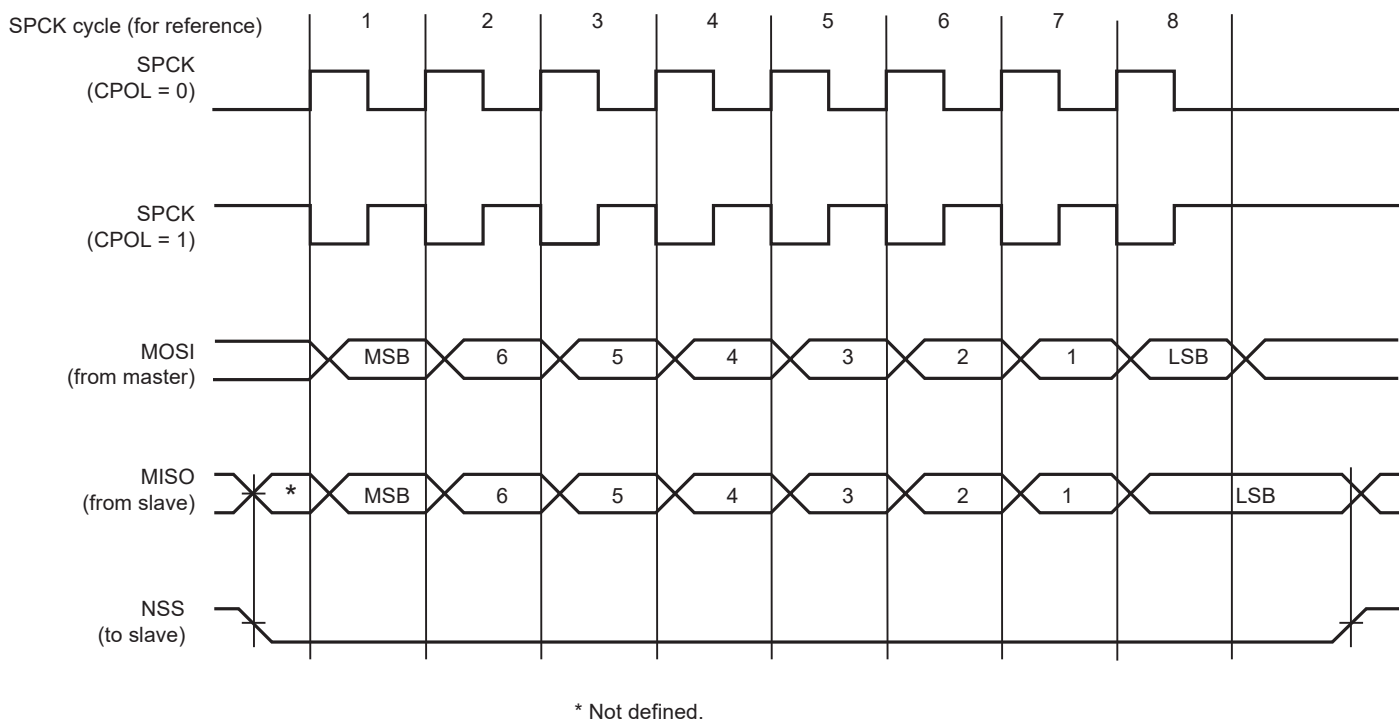 SPCK cycle (for reference)
1 2 3 4 5 6 7 8
SPCK
(CPOL = 0)
SPCK
(CPOL = 1)
MOSI
(from master)
MSB 6 5 4 3 2 1 LSB
MISO
(from slave)
* MSB 6 5 4 3 2 1 LSB
NSS
(to slave)
* Not defined.